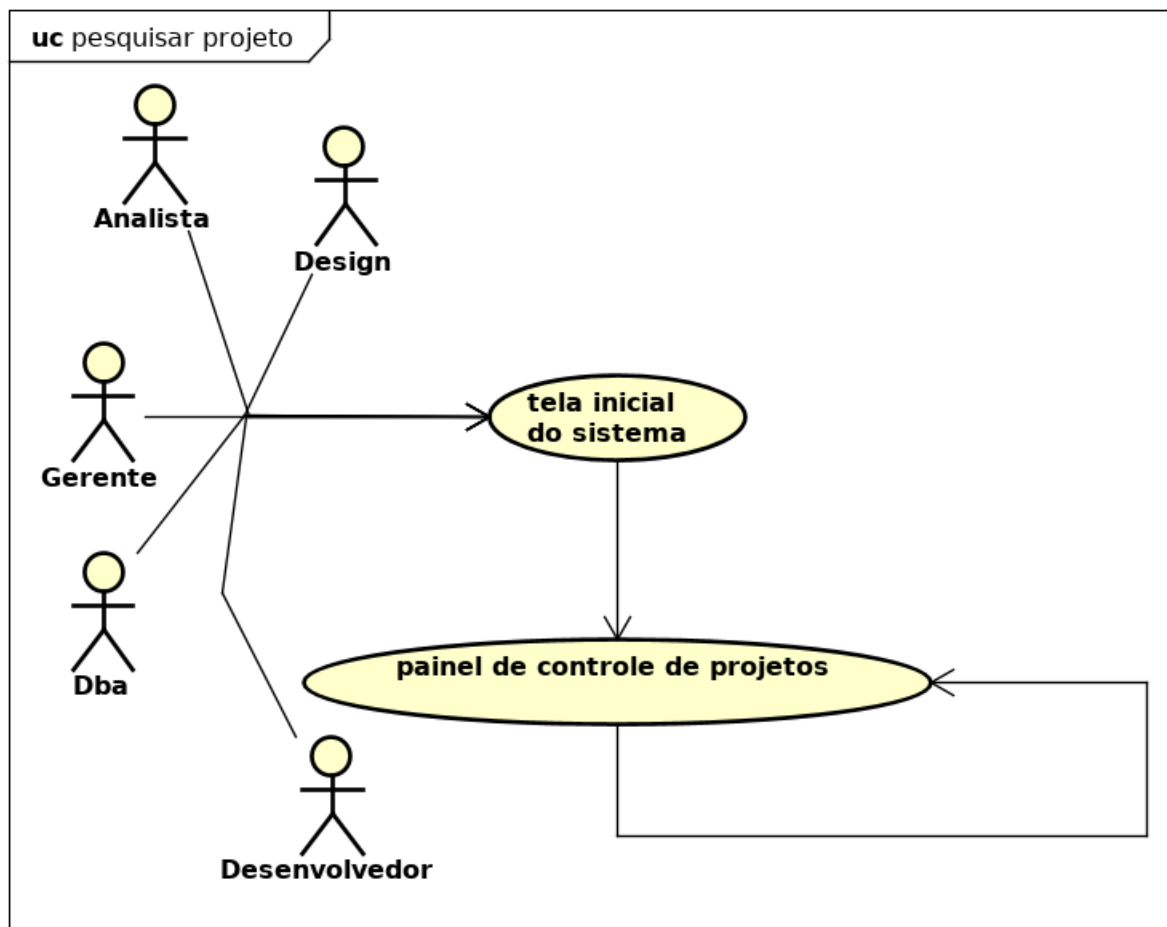 uc pesquisar projeto
Analista
Design
Gerente
tela inicial
do sistema
Dba
painel de controle de projetos
Desenvolvedor